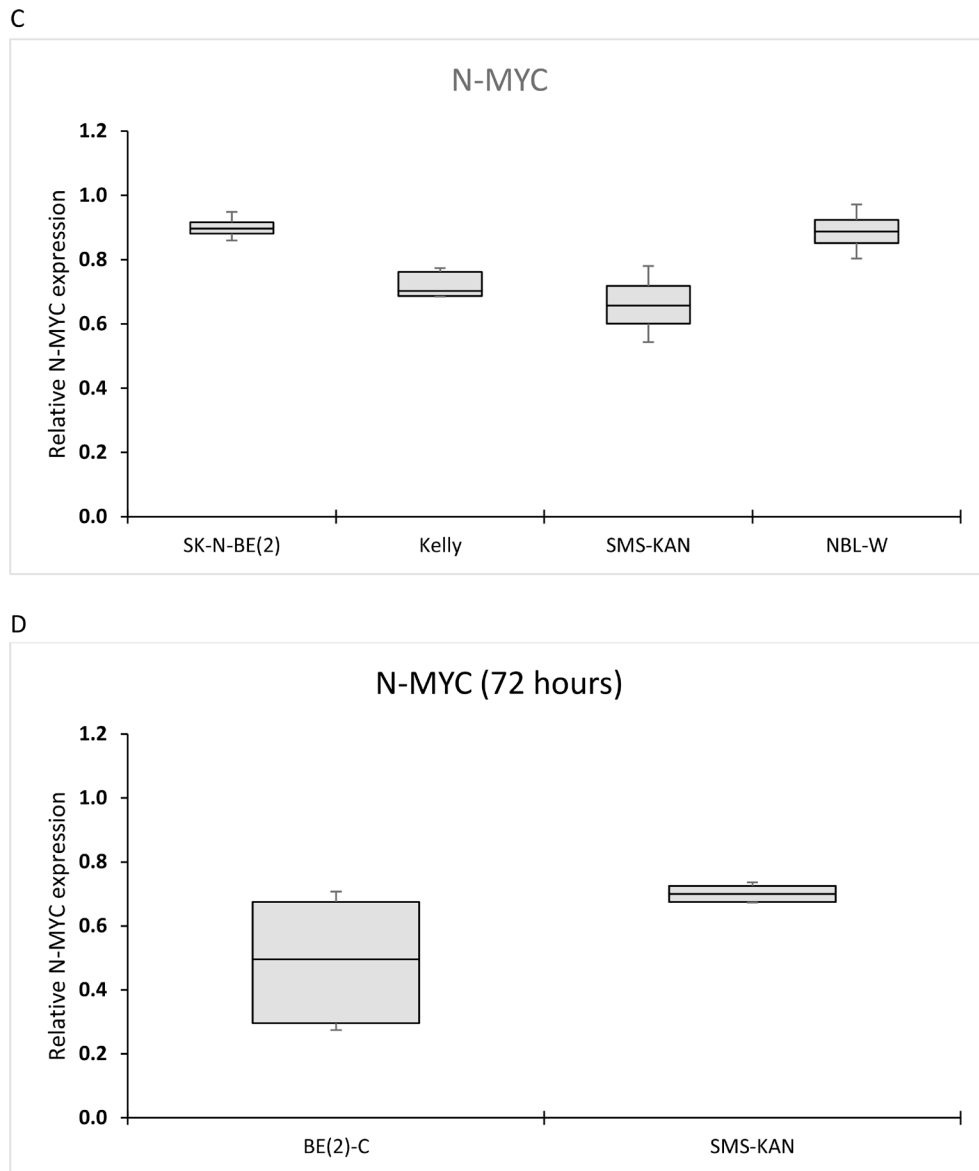 C
N-MYC
Relative N-MYC expression
1.2
1.0
0.8
0.6
0.4
0.2
0.0
SK-N-BE(2) Kelly SMS-KAN NBL-W
D
N-MYC (72 hours)
Relative N-MYC expression
1.2
1.0
0.8
0.6
0.4
0.2
0.0
BE(2)-C SMS-KAN